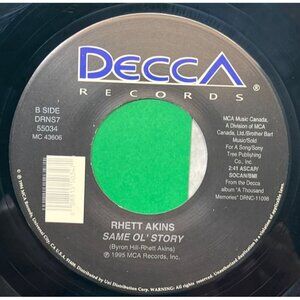 DECCA®
RECORDS
B SIDE
DRNS7
55034
MC 43606
MCA Music Canada,
A Division of MCA
Canada, Ltd./Brother Bart
Music/Sold
For A Song/Sony
Tree Publishing
Co., Inc.
2:41 ASCAP/
SOCAN/BMI
From the Decca
album "A Thousand
Memories" DRNC-11098
RHETT AKINS
SAME OL' STORY
(Byron Hill-Rhett Akins)
℗ 1995 MCA Records, Inc.